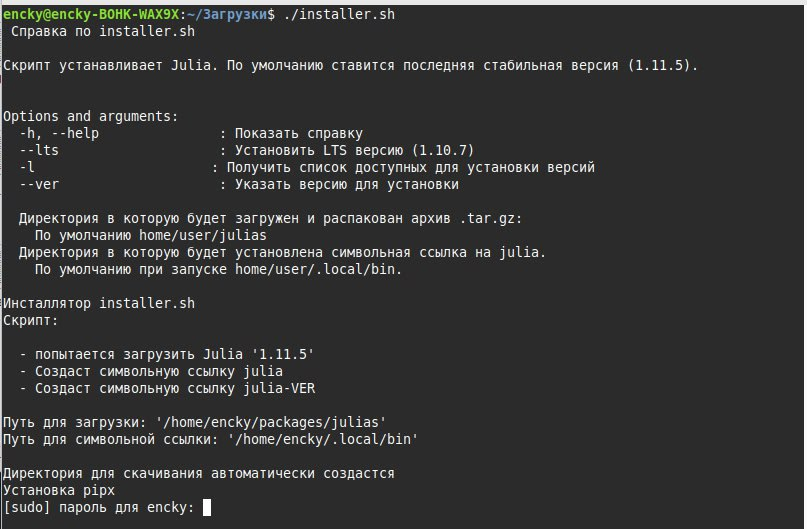 encky@encky-BOHK-WAX9X:~/Загрузки$ ./installer.sh
Справка по installer.sh
Скрипт устанавливает Julia. По умолчанию ставится последняя стабильная версия (1.11.5).
Options and arguments:
-h, --help : Показать справку
--lts : Установить LTS версию (1.10.7)
-l : Получить список доступных для установки версий
--ver : Указать версию для установки
Директория в которую будет загружен и распакован архив .tar.gz:
По умолчанию home/user/julias
Директория в которую будет установлена символьная ссылка на julia.
По умолчанию при запуске home/user/.local/bin.
Инсталлятор installer.sh
Скрипт:
- попытается загрузить Julia '1.11.5'
- Создаст символьную ссылку julia
- Создаст символьную ссылку julia-VER
Путь для загрузки: '/home/encky/packages/julias'
Путь для символьной ссылки: '/home/encky/.local/bin'
Директория для скачивания автоматически создастся
Установка pipx
[sudo] пароль для encky: